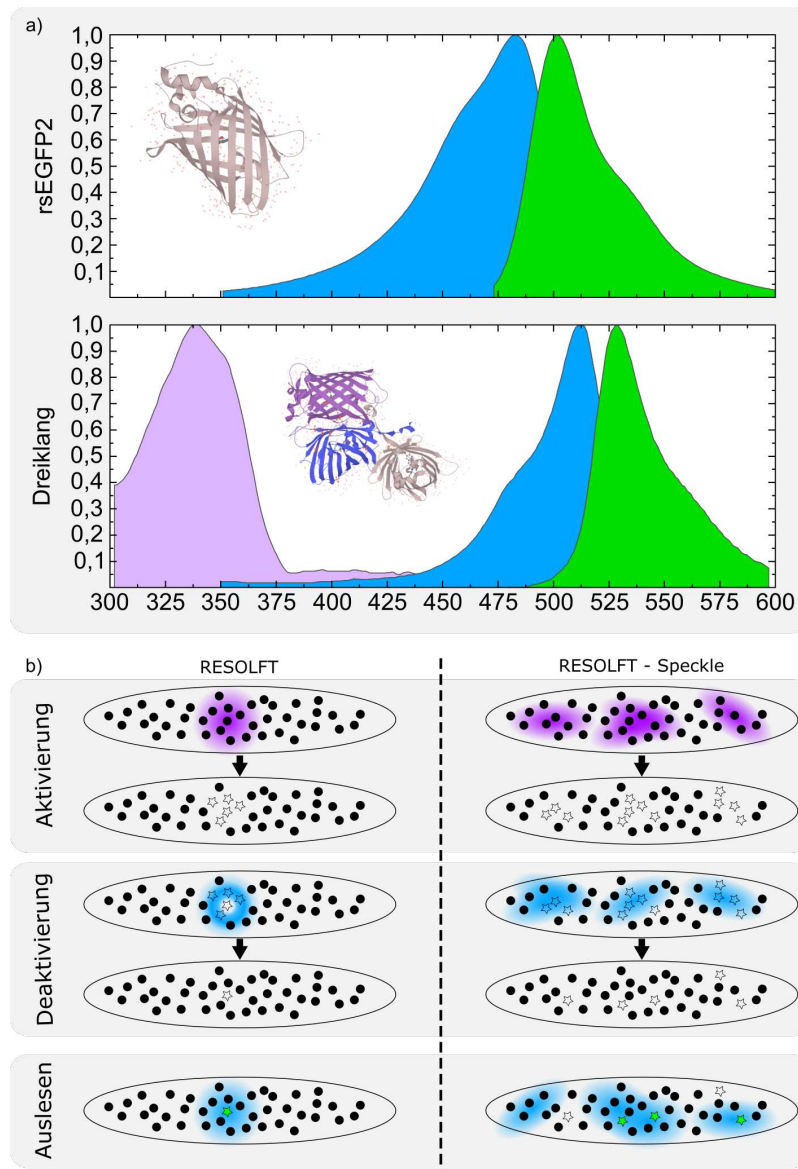 a)
1,0
0,9
0,8
0,7
0,6
0,5
0,4
0,3
0,2
0,1
rsEGFP2
1,0
0,9
0,8
0,7
0,6
0,5
0,4
0,3
0,2
0,1
Dreiklang
300 325 350 375 400 425 450 475 500 525 550 575 600
b)
RESOLFT
RESOLFT - Speckle
Aktivierung
Deaktivierung
Auslesen